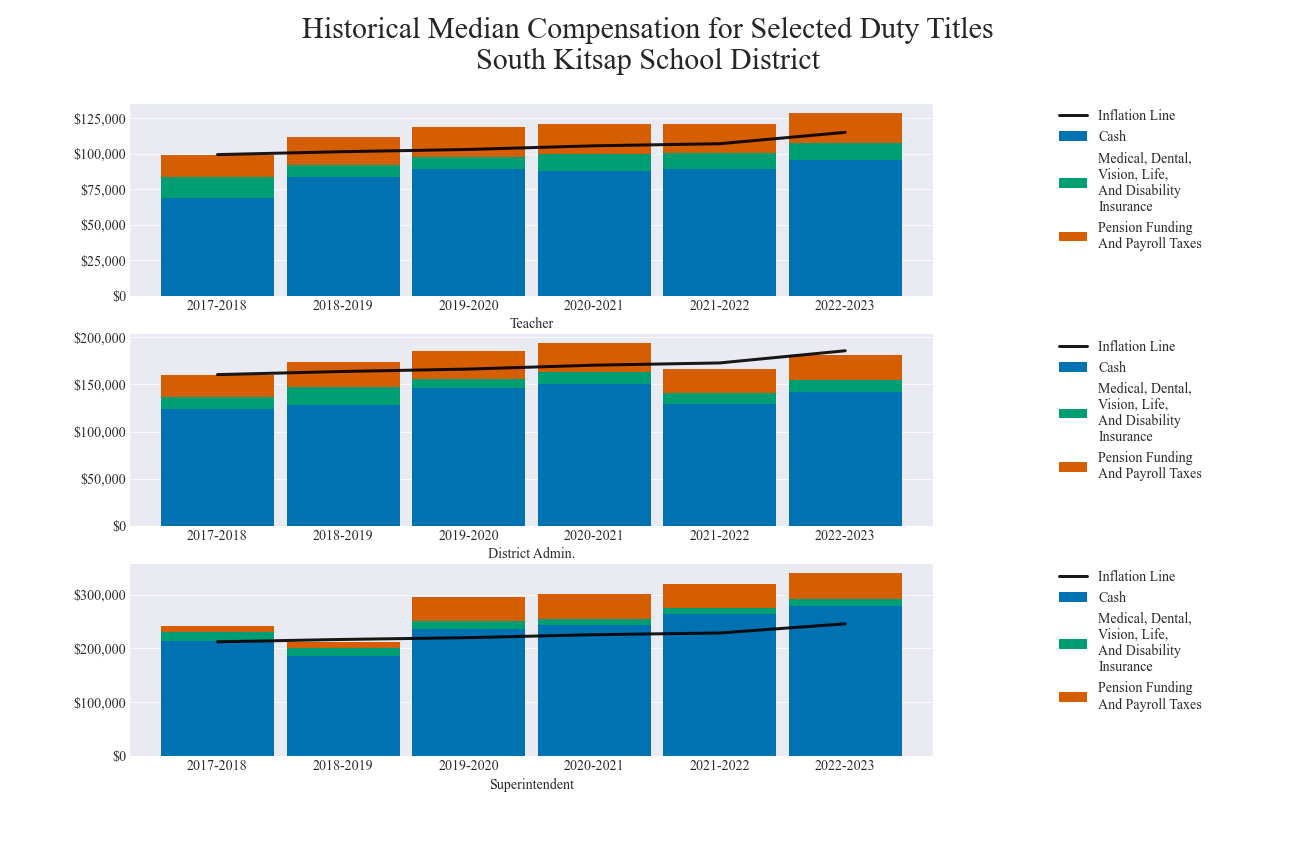 Historical Median Compensation for Selected Duty Titles
South Kitsap School District
$125,000
$100,000
$75,000
$50,000
$25,000
$0
2017-2018 2018-2019 2019-2020 2020-2021 2021-2022 2022-2023
Teacher
Inflation Line
Cash
Medical, Dental,
Vision, Life,
And Disability
Insurance
Pension Funding
And Payroll Taxes
$200,000
$150,000
$100,000
$50,000
$0
2017-2018 2018-2019 2019-2020 2020-2021 2021-2022 2022-2023
District Admin.
Inflation Line
Cash
Medical, Dental,
Vision, Life,
And Disability
Insurance
Pension Funding
And Payroll Taxes
$300,000
$200,000
$100,000
$0
2017-2018 2018-2019 2019-2020 2020-2021 2021-2022 2022-2023
Superintendent
Inflation Line
Cash
Medical, Dental,
Vision, Life,
And Disability
Insurance
Pension Funding
And Payroll Taxes